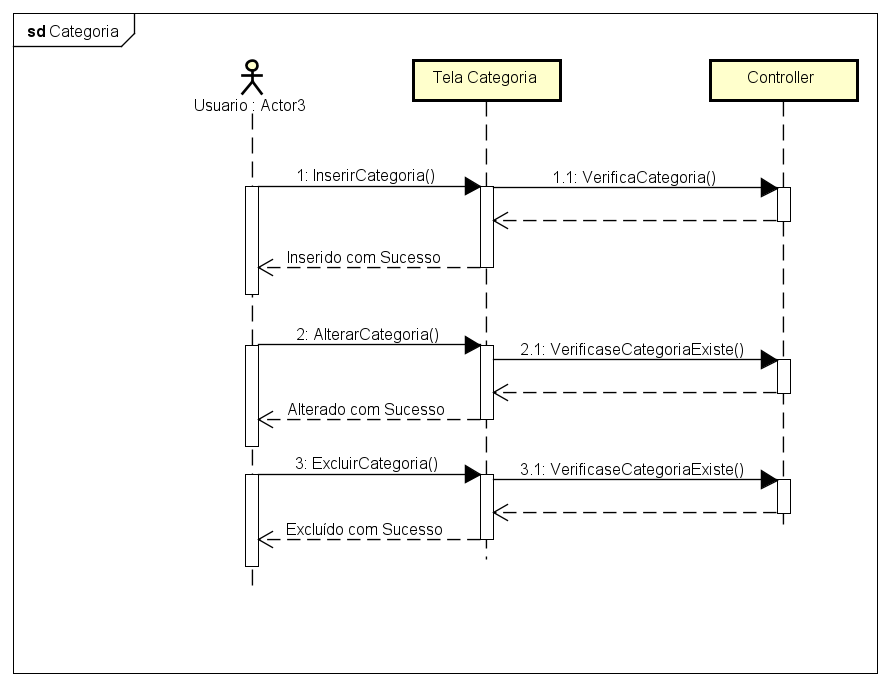 sd Categoria
Usuario : Actor3
Tela Categoria
Controller
1: InserirCategoria()
1.1: VerificaCategoria()
Inserido com Sucesso
2: AlterarCategoria()
2.1: VerificaseCategoriaExiste()
Alterado com Sucesso
3: ExcluirCategoria()
3.1: VerificaseCategoriaExiste()
Excluído com Sucesso